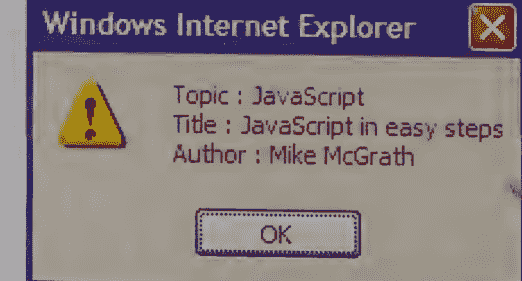 Windows Internet Explorer
Topic : JavaScript
Title : JavaScript in easy steps
Author : Mike McGrath
OK